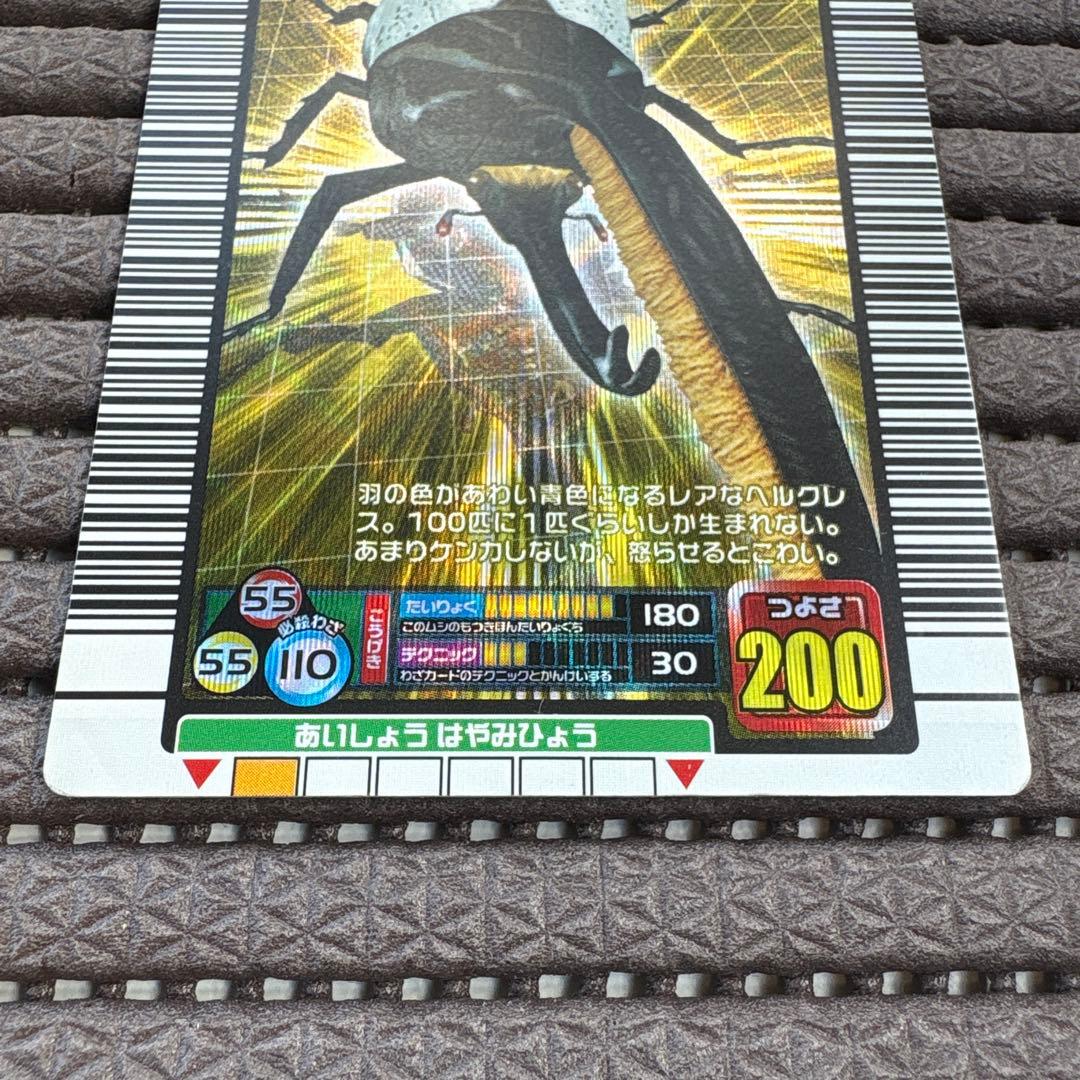 羽の色があわい青色になるレアなヘルクレ
ス。100匹に1匹くらいしか生まれない。
あまりケンカしないが、怒らせるとこわい。
55
必殺わざ
55
110
こうげき
たいりょく
180
このムシのもつきほんたいりょくち
テクニック
30
わざカードのテクニックとかんけいする
つよさ
200
あいしょう はやみひょう